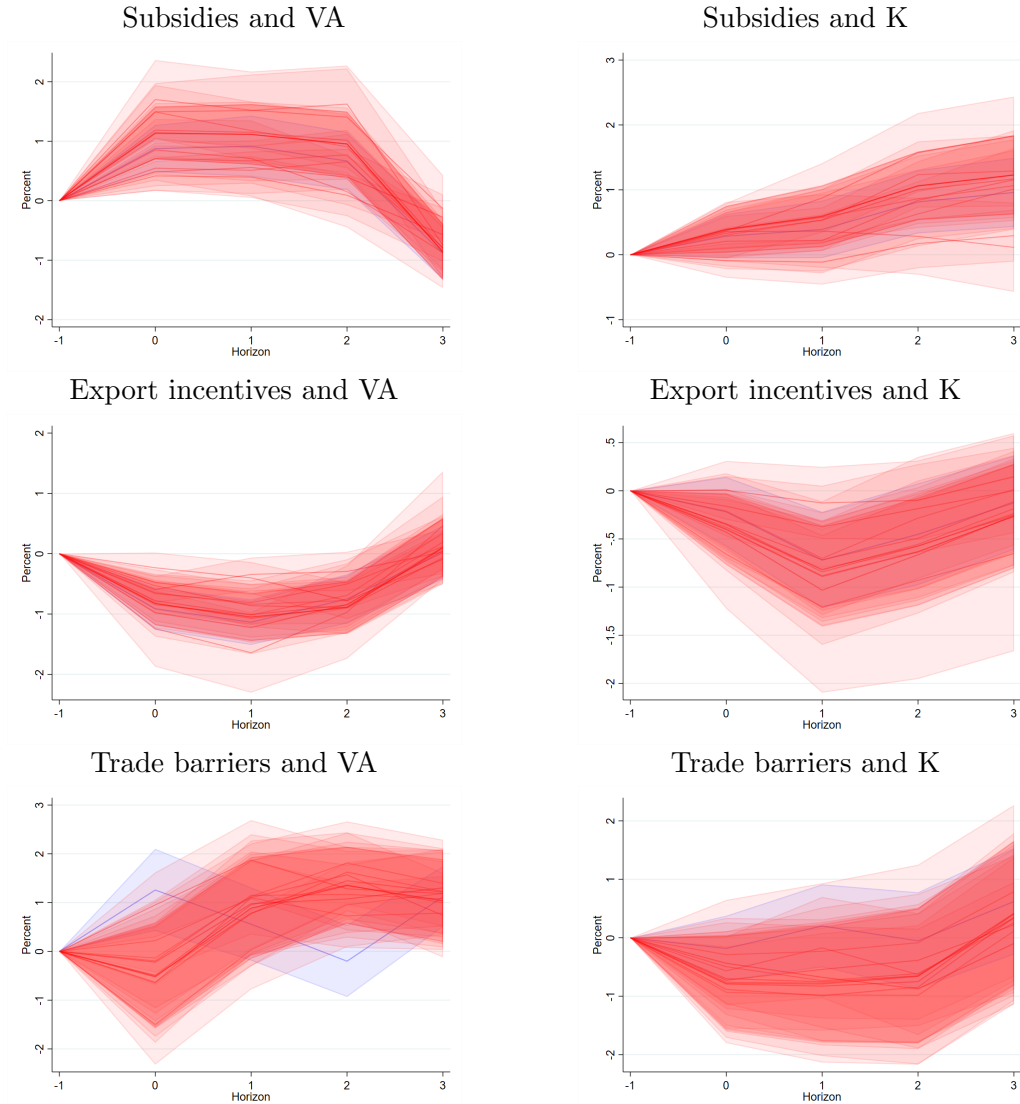 Subsidies and VA
Percent
2
1
0
-1
-2
-1 0 1 2 3
Horizon
Subsidies and K
Percent
3
2
1
0
-1
-1 0 1 2 3
Horizon
Export incentives and VA
Percent
2
1
0
-1
-2
-1 0 1 2 3
Horizon
Export incentives and K
Percent
.5
0
-.5
-1
-1.5
-2
-1 0 1 2 3
Horizon
Trade barriers and VA
Percent
3
2
1
0
-1
-2
-1 0 1 2 3
Horizon
Trade barriers and K
Percent
2
1
0
-1
-2
-1 0 1 2 3
Horizon